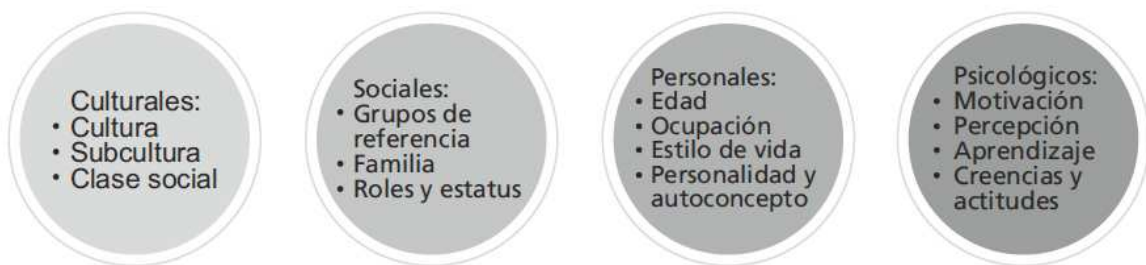 Culturales:
• Cultura
• Subcultura
• Clase social
Sociales:
• Grupos de
referencia
• Familia
• Roles y estatus
Personales:
• Edad
• Ocupación
• Estilo de vida
• Personalidad y
autoconcepto
Psicológicos:
• Motivación
• Percepción
• Aprendizaje
• Creencias y
actitudes